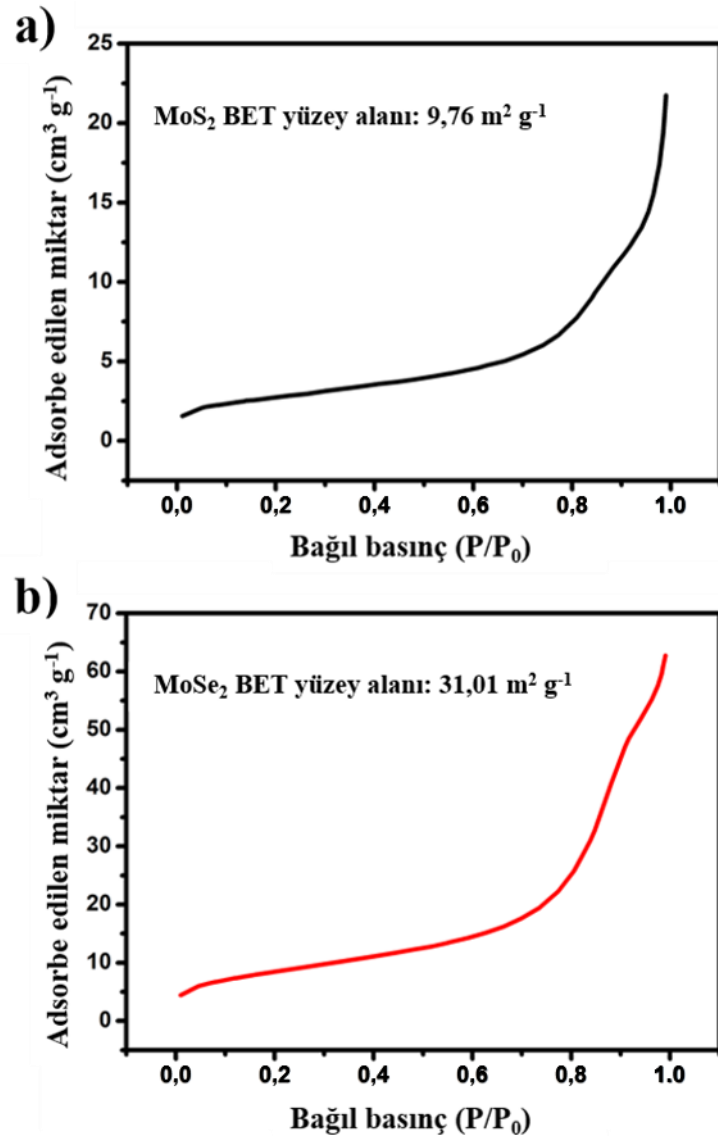 a)
25
20
15
10
5
0
Adsorbe edilen miktar (cm³ g⁻¹)
MoS₂ BET yüzey alanı: 9,76 m² g⁻¹
0,0 0,2 0,4 0,6 0,8 1.0
Bağıl basınç (P/P₀)
b)
70
60
50
40
30
20
10
0
Adsorbe edilen miktar (cm³ g⁻¹)
MoSe₂ BET yüzey alanı: 31,01 m² g⁻¹
0,0 0,2 0,4 0,6 0,8 1.0
Bağıl basınç (P/P₀)